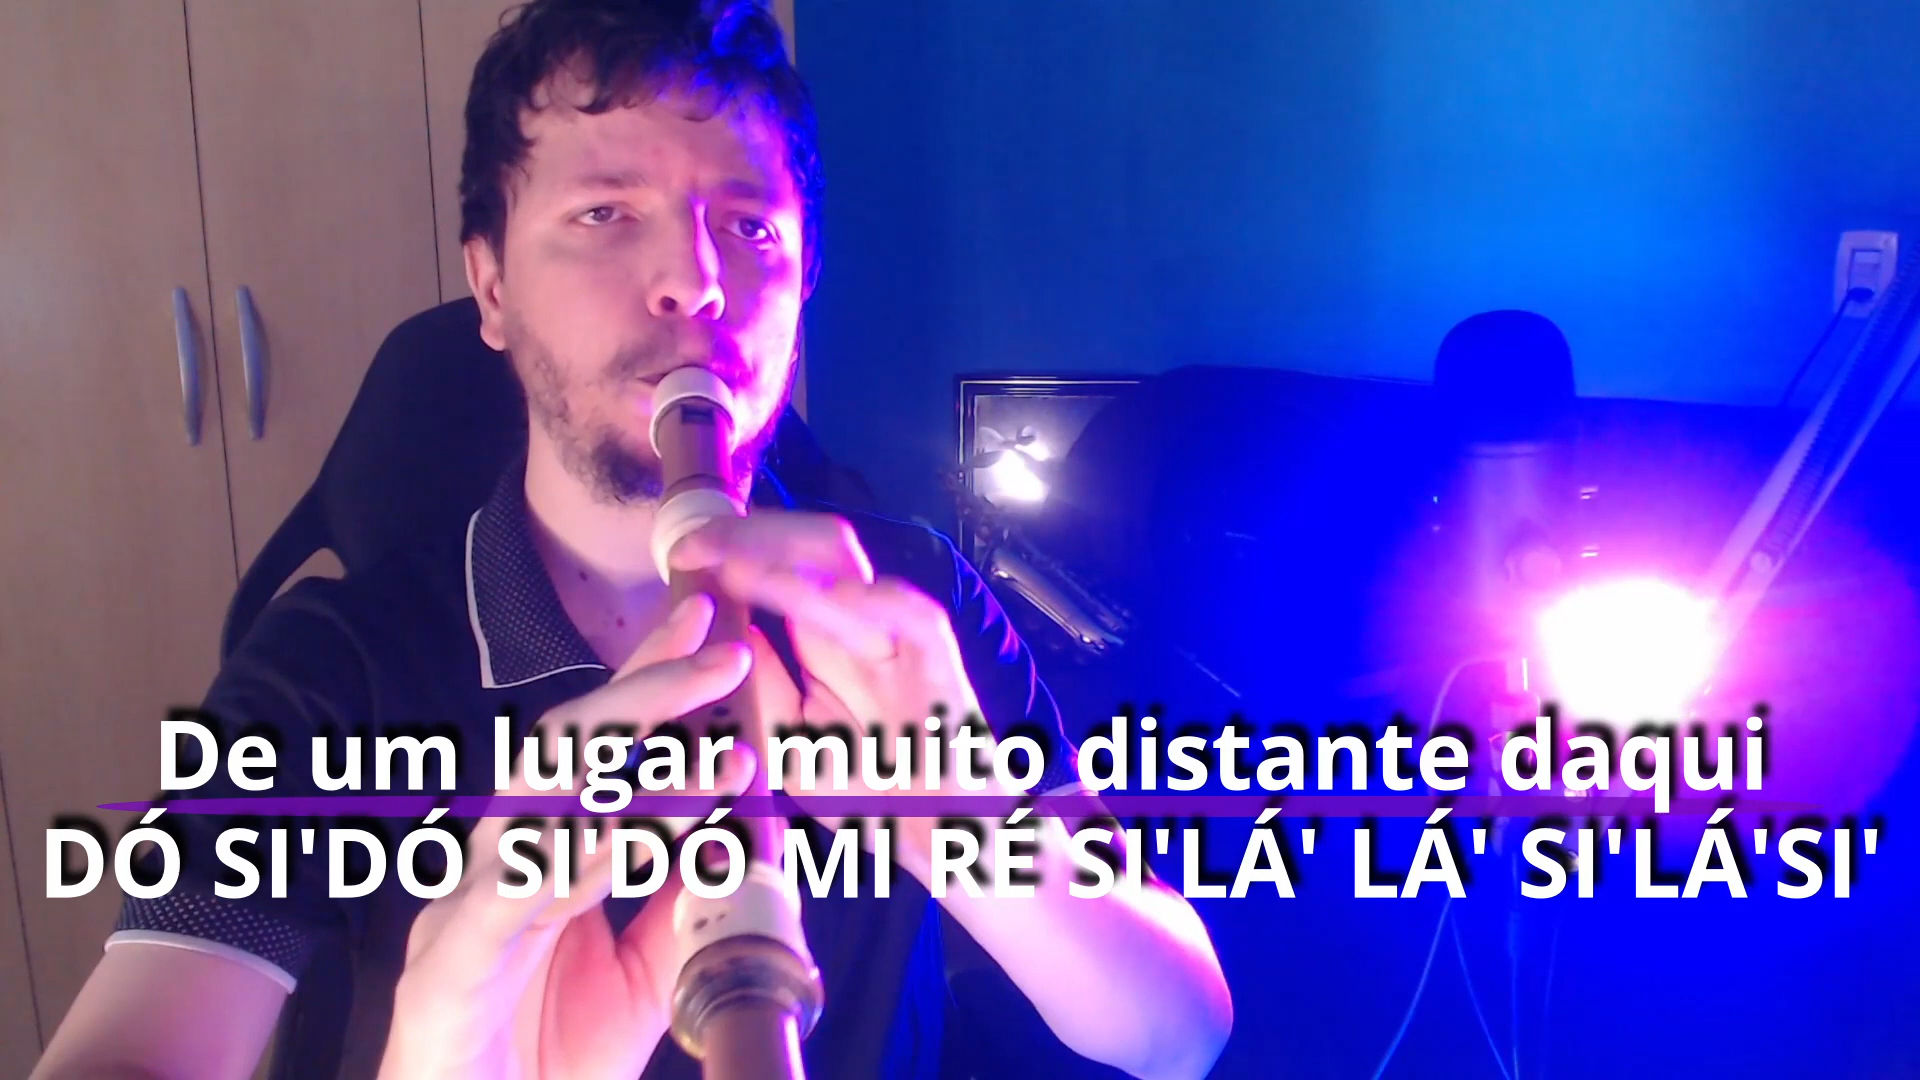 De um lugar muito distante daqui
DÓ SI'DÓ SI'DÓ MI RÉ SI'LÁ' LÁ' SI'LÁ'SI'